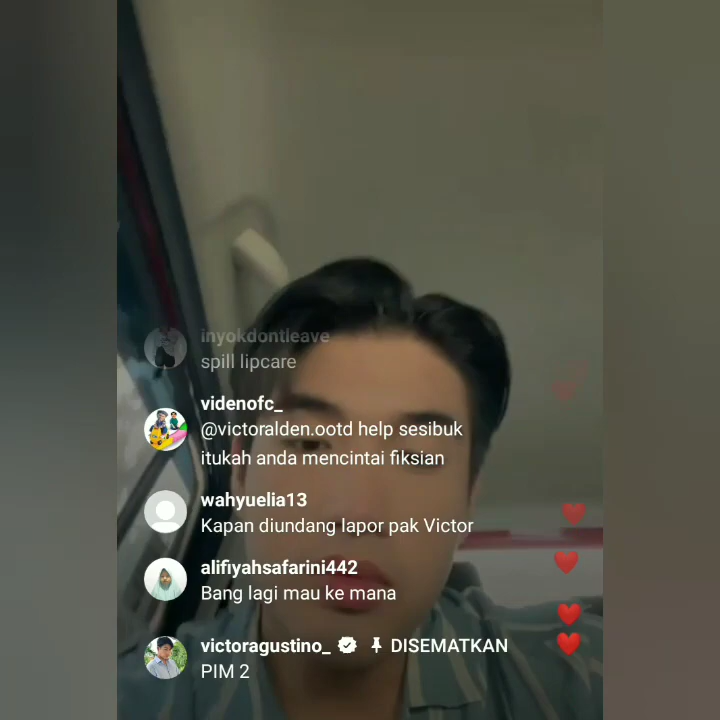 inyokdontleave
spill lipcare
videnofc_
@victoralden.ootd help sesibuk
itukah anda mencintai fiksian
wahyuelia13
Kapan diundang lapor pak Victor
alifiyahsafarini442
Bang lagi mau ke mana
victoragustino_ DISEMATKAN
PIM 2